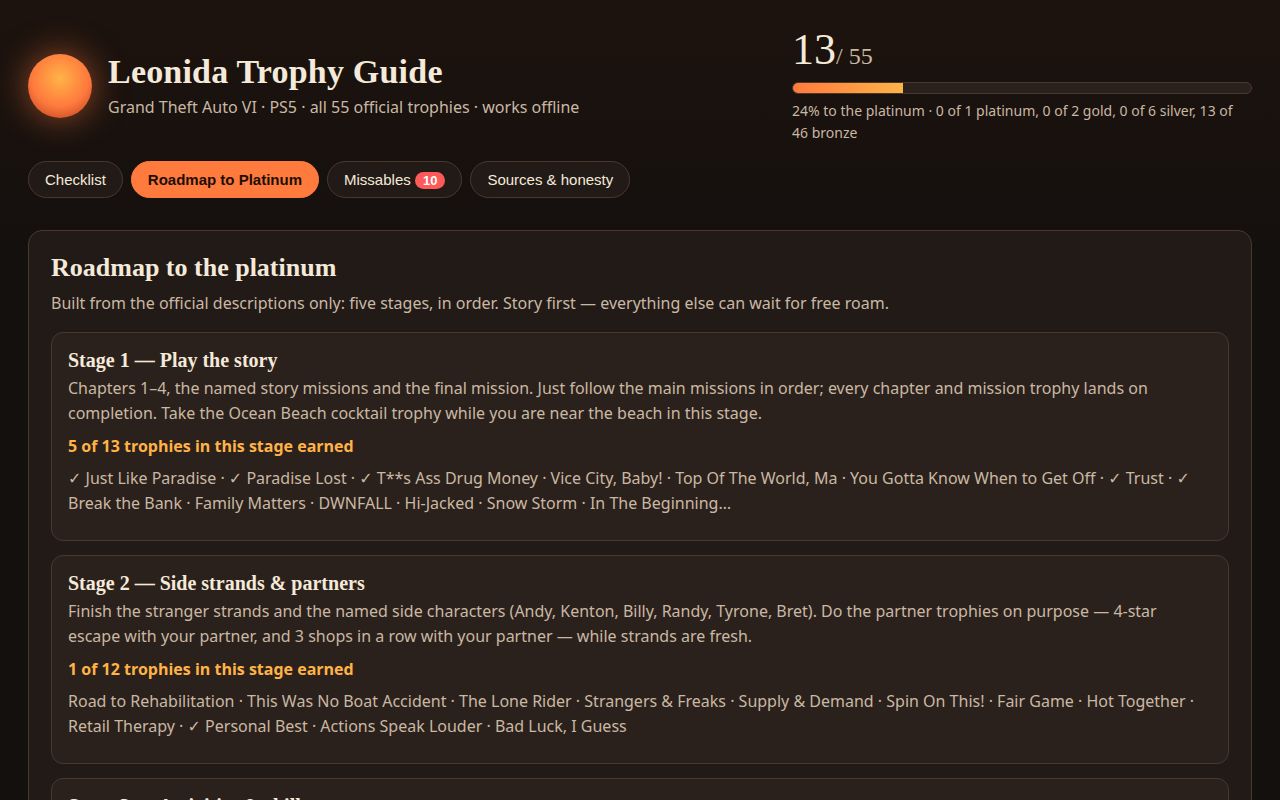 Leonida Trophy Guide
Grand Theft Auto VI · PS5 · all 55 official trophies · works offline
13/ 55
24% to the platinum · 0 of 1 platinum, 0 of 2 gold, 0 of 6 silver, 13 of
46 bronze
Checklist
Roadmap to Platinum
Missables 10
Sources & honesty
Roadmap to the platinum
Built from the official descriptions only: five stages, in order. Story first — everything else can wait for free roam.
Stage 1 — Play the story
Chapters 1–4, the named story missions and the final mission. Just follow the main missions in order; every chapter and mission trophy lands on
completion. Take the Ocean Beach cocktail trophy while you are near the beach in this stage.
5 of 13 trophies in this stage earned
✓ Just Like Paradise · ✓ Paradise Lost · ✓ T**s Ass Drug Money · Vice City, Baby! · Top Of The World, Ma · You Gotta Know When to Get Off · ✓ Trust · ✓
Break the Bank · Family Matters · DWNFALL · Hi-Jacked · Snow Storm · In The Beginning...
Stage 2 — Side strands & partners
Finish the stranger strands and the named side characters (Andy, Kenton, Billy, Randy, Tyrone, Bret). Do the partner trophies on purpose — 4-star
escape with your partner, and 3 shops in a row with your partner — while strands are fresh.
1 of 12 trophies in this stage earned
Road to Rehabilitation · This Was No Boat Accident · The Lone Rider · Strangers & Freaks · Supply & Demand · Spin On This! · Fair Game · Hot Together ·
Retail Therapy · ✓ Personal Best · Actions Speak Louder · Bad Luck, I Guess